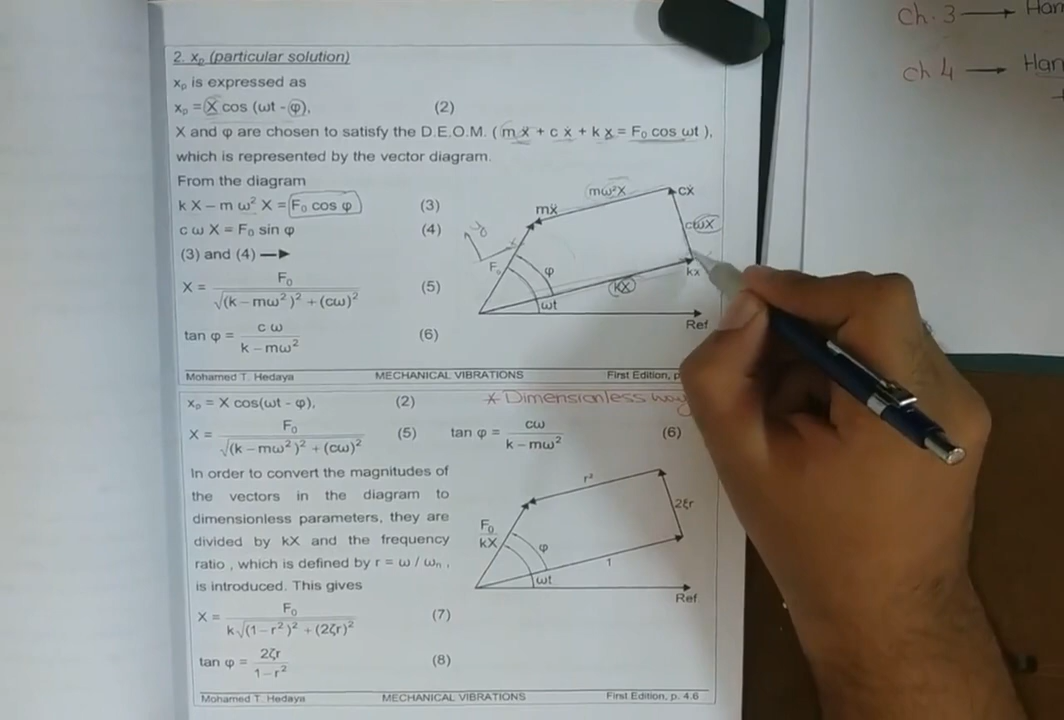 Ch. 3 → Har
Ch 4 → Har
2. xₚ (particular solution)
xₚ is expressed as
xₚ = X cos (ωt - φ), (2)
X and φ are chosen to satisfy the D.E.O.M. ( m ẍ + c ẋ + k x = F₀ cos ωt ),
which is represented by the vector diagram.
From the diagram
k X – m ω² X = F₀ cos φ (3)
c ω X = F₀ sin φ (4)
(3) and (4) →
X = F₀ / √(k – mω²)² + (cω)² (5)
tan φ = c ω / k – mω² (6)
mω²X
mẍ
cẋ
cωX
y
F₀
φ
kx
kX
ωt
Ref
Mohamed T. Hedaya MECHANICAL VIBRATIONS First Edition, p
xₚ = X cos(ωt - φ), (2) * Dimensionless way
X = F₀ / √(k – mω²)² + (cω)² (5) tan φ = cω / k – mω² (6)
In order to convert the magnitudes of
the vectors in the diagram to
dimensionless parameters, they are
divided by kX and the frequency
ratio , which is defined by r = ω / ωₙ ,
is introduced. This gives
X = F₀ / k√(1 – r²)² + (2ζr)² (7)
tan φ = 2ζr / 1 – r² (8)
r²
2ξr
F₀ / kX
φ
1
ωt
Ref
Mohamed T. Hedaya MECHANICAL VIBRATIONS First Edition, p. 4.6